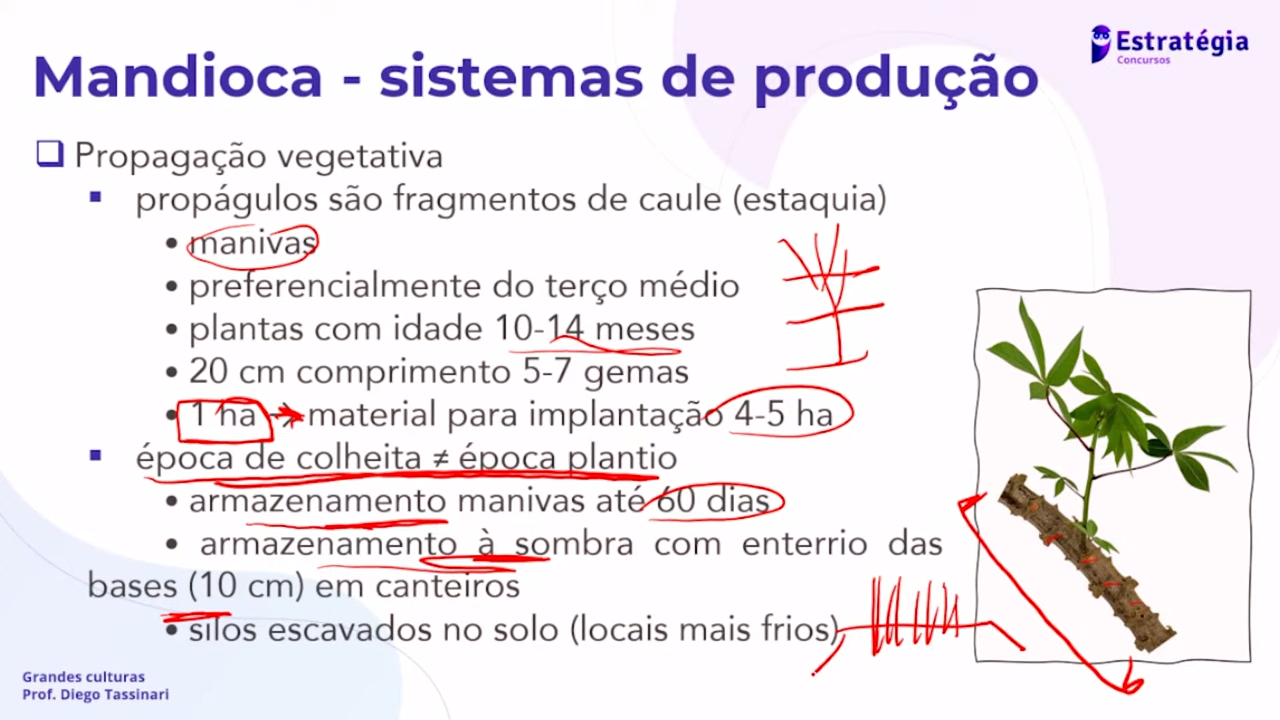 Estratégia
Concursos
Mandioca - sistemas de produção
❑ Propagação vegetativa
▪ propágulos são fragmentos de caule (estaquia)
• manivas
• preferencialmente do terço médio
• plantas com idade 10-14 meses
• 20 cm comprimento 5-7 gemas
• 1 ha → material para implantação 4-5 ha
▪ época de colheita ≠ época plantio
• armazenamento manivas até 60 dias
• armazenamento à sombra com enterrio das
bases (10 cm) em canteiros
• silos escavados no solo (locais mais frios)
Grandes culturas
Prof. Diego Tassinari